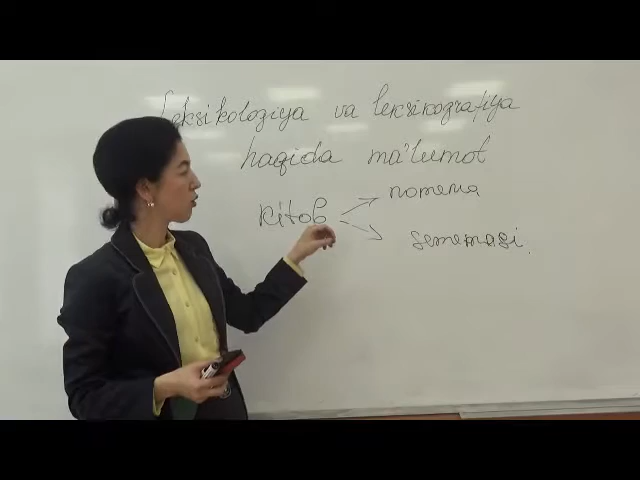 Leksikologiya va leksikografiya
haqida ma'lumot
kitob
nomema
sememasi.